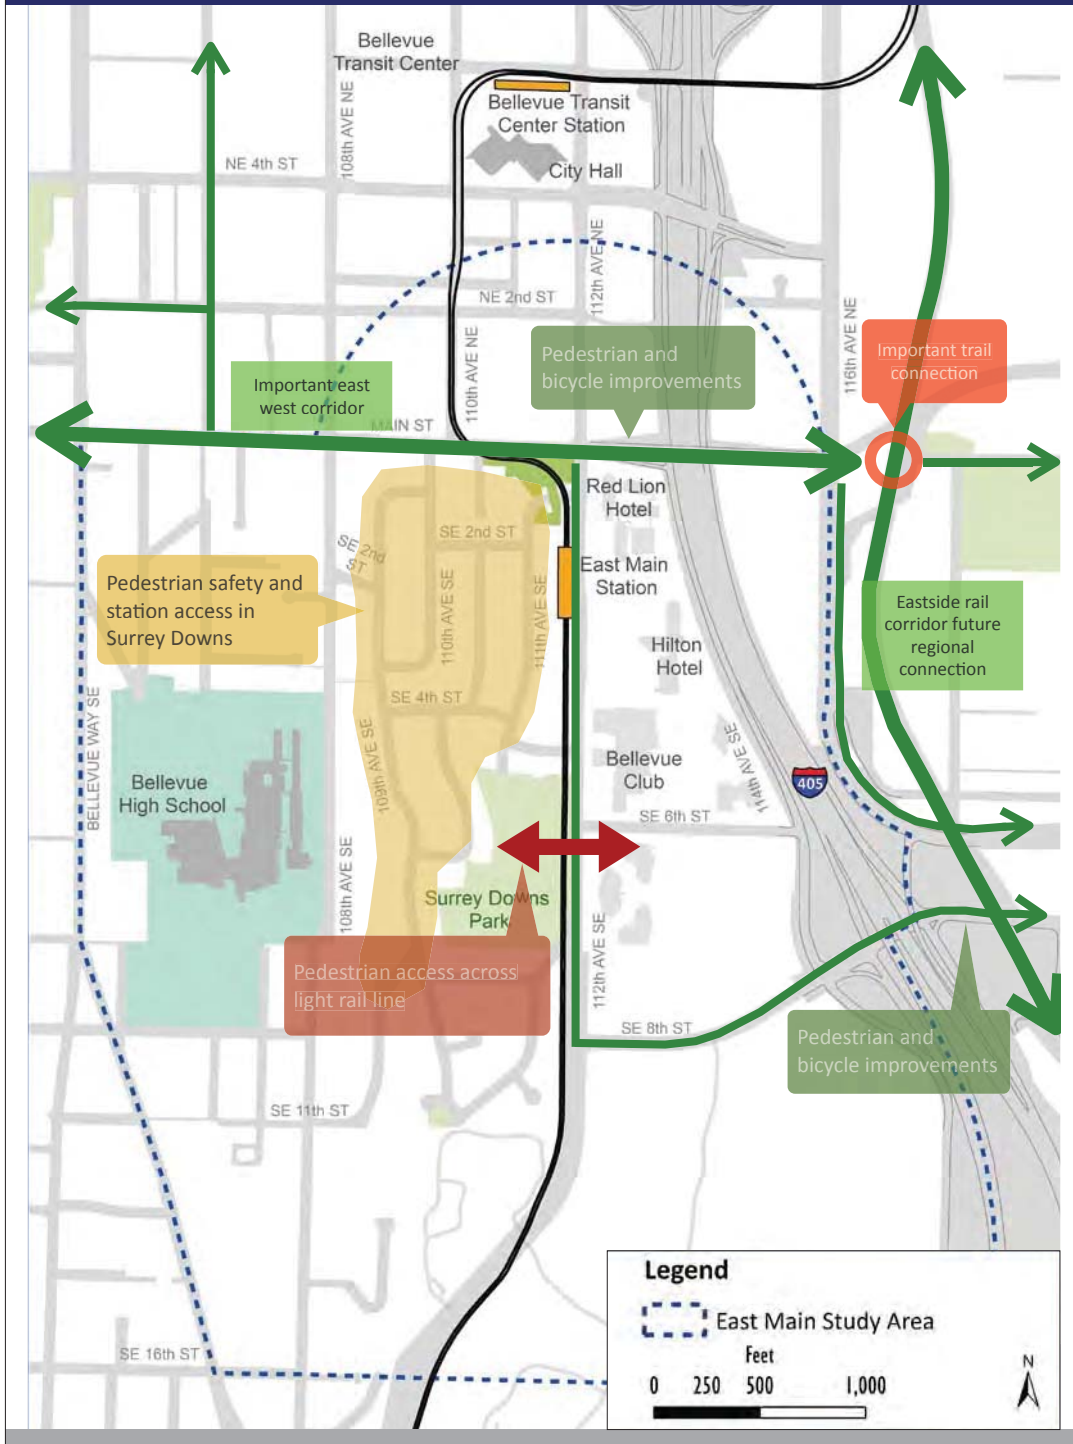 Bellevue
Transit Center
Bellevue Transit
Center Station
City Hall
108th AVE NE
NE 4th ST
112th AVE NE
NE 2nd ST
110th AVE NE
116th AVE NE
Pedestrian and
bicycle improvements
Important trail
connection
Important east
west corridor
MAIN ST
Red Lion
Hotel
SE 2nd ST
SE 2nd
ST
East Main
Station
Pedestrian safety and
station access in
Surrey Downs
110th AVE SE
111th AVE SE
Eastside rail
corridor future
regional
connection
Hilton
Hotel
SE 4th ST
BELLEVUE WAY SE
109th AVE SE
114th AVE SE
Bellevue
Club
405
Bellevue
High School
SE 6th ST
108th AVE SE
Surrey Downs
Park
112th AVE SE
Pedestrian access across
light rail line
SE 8th ST
Pedestrian and
bicycle improvements
SE 11th ST
SE 16th ST
Legend
East Main Study Area
Feet
0 250 500 1,000
N